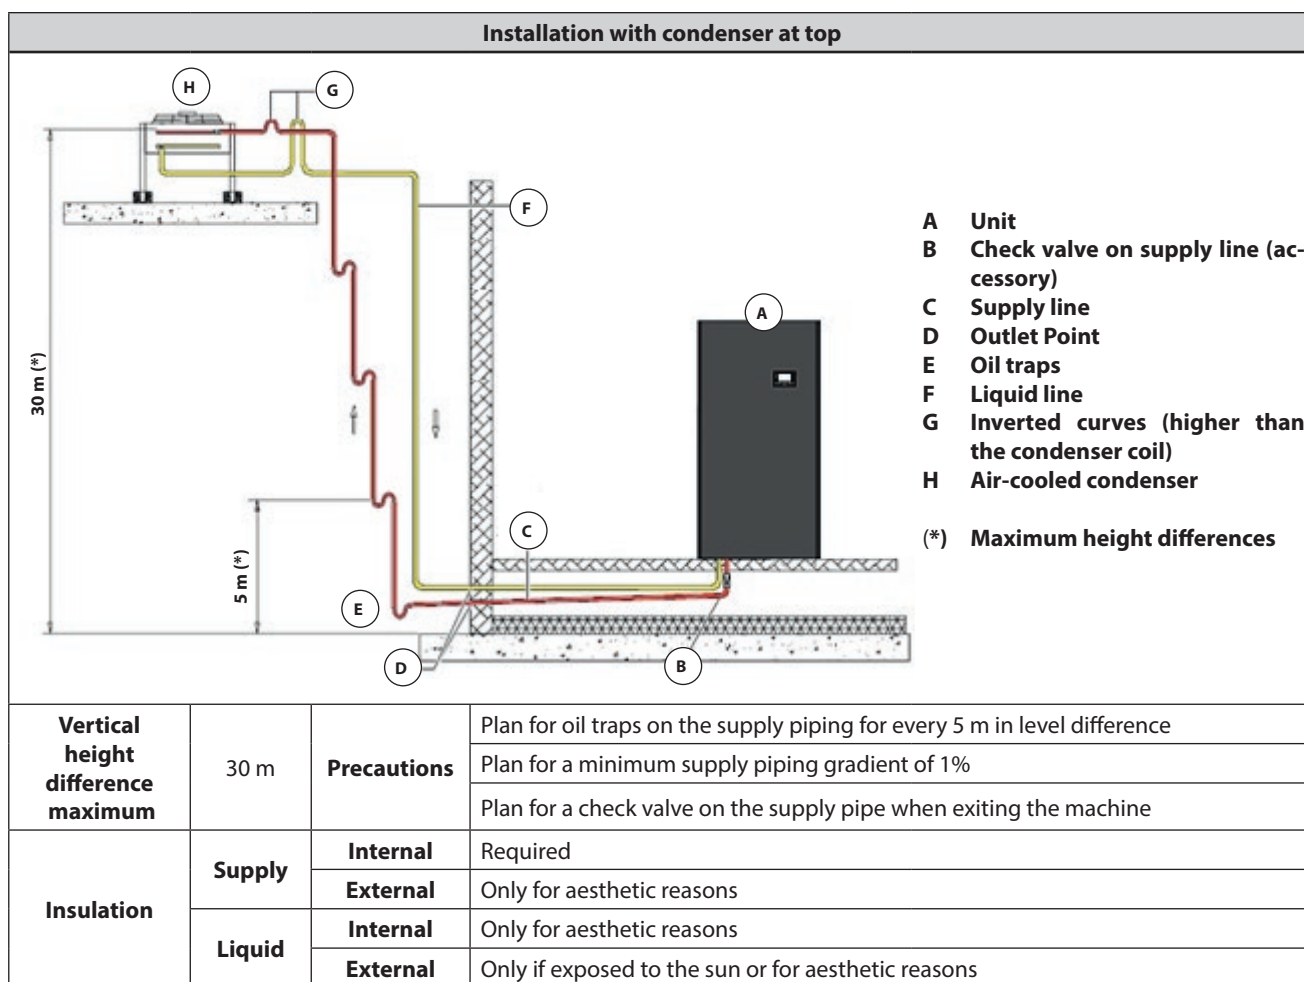 Installation with condenser at top
H
G
30 m (*)
F
A
5 m (*)
C
E
D
B
A Unit
B Check valve on supply line (ac-
cessory)
C Supply line
D Outlet Point
E Oil traps
F Liquid line
G Inverted curves (higher than
the condenser coil)
H Air-cooled condenser
(*) Maximum height differences
Vertical
height
difference
maximum
30 m
Precautions
Plan for oil traps on the supply piping for every 5 m in level difference
Plan for a minimum supply piping gradient of 1%
Plan for a check valve on the supply pipe when exiting the machine
Insulation
Supply
Internal
Required
External
Only for aesthetic reasons
Liquid
Internal
Only for aesthetic reasons
External
Only if exposed to the sun or for aesthetic reasons